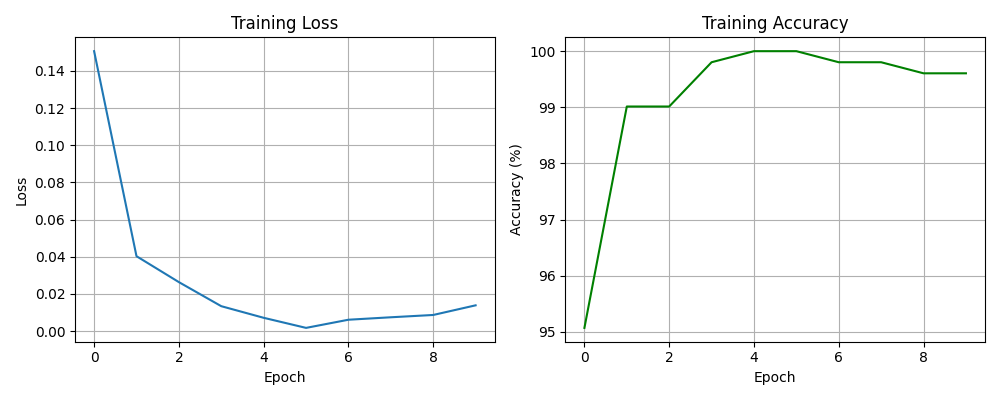 Training Loss
0.14
0.12
0.10
0.08
0.06
0.04
0.02
0.00
Loss
0 2 4 6 8
Epoch
Training Accuracy
100
99
98
97
96
95
Accuracy (%)
0 2 4 6 8
Epoch